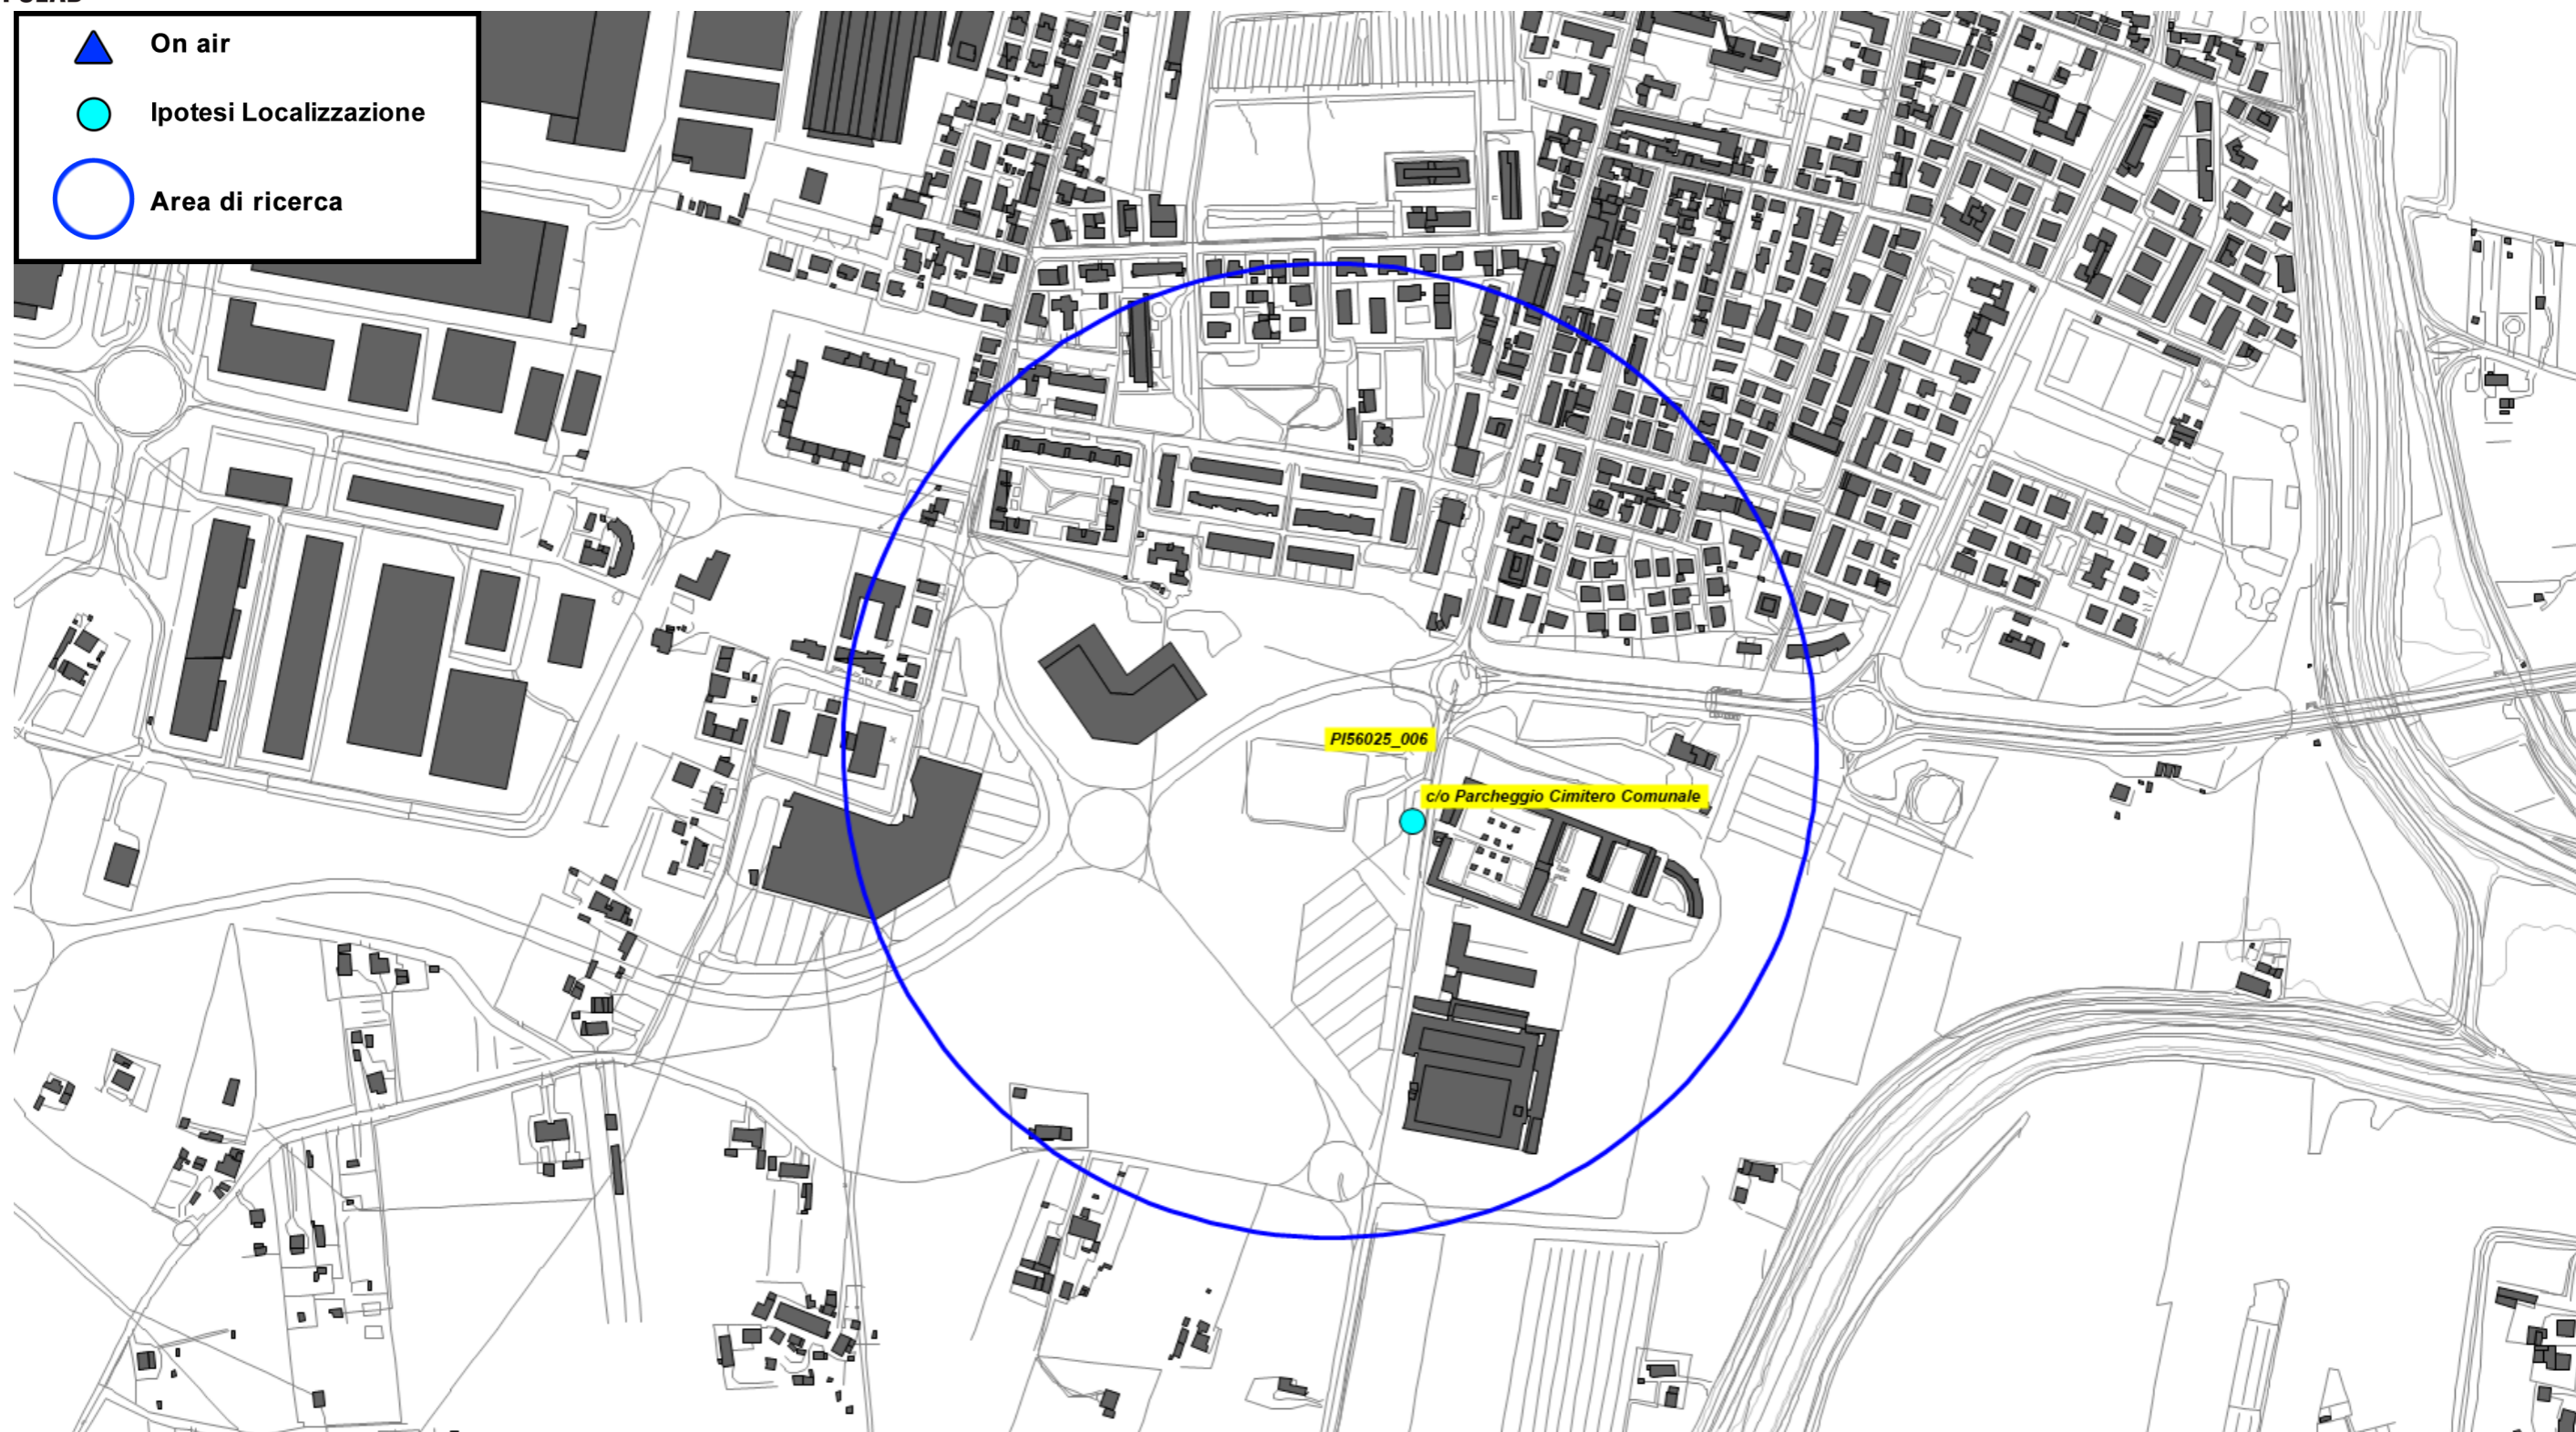 On air
Ipotesi Localizzazione
Area di ricerca
PI56025_006
c/o Parcheggio Cimitero Comunale